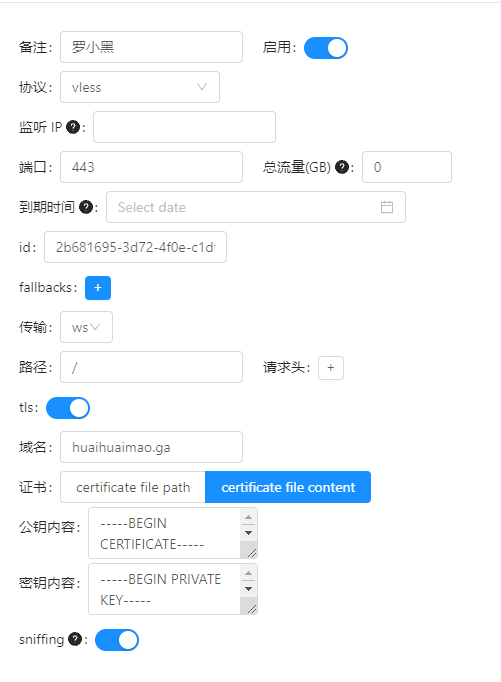 备注: 罗小黑 启用:
协议: vless
监听 IP ? :
端口: 443 总流量(GB) ? : 0
到期时间 ? : Select date
id: 2b681695-3d72-4f0e-c1d
fallbacks: +
传输: ws
路径: / 请求头: +
tls:
域名: huaihuaimao.ga
证书: certificate file path certificate file content
公钥内容: -----BEGIN
CERTIFICATE-----
密钥内容: -----BEGIN PRIVATE
KEY-----
sniffing ? :